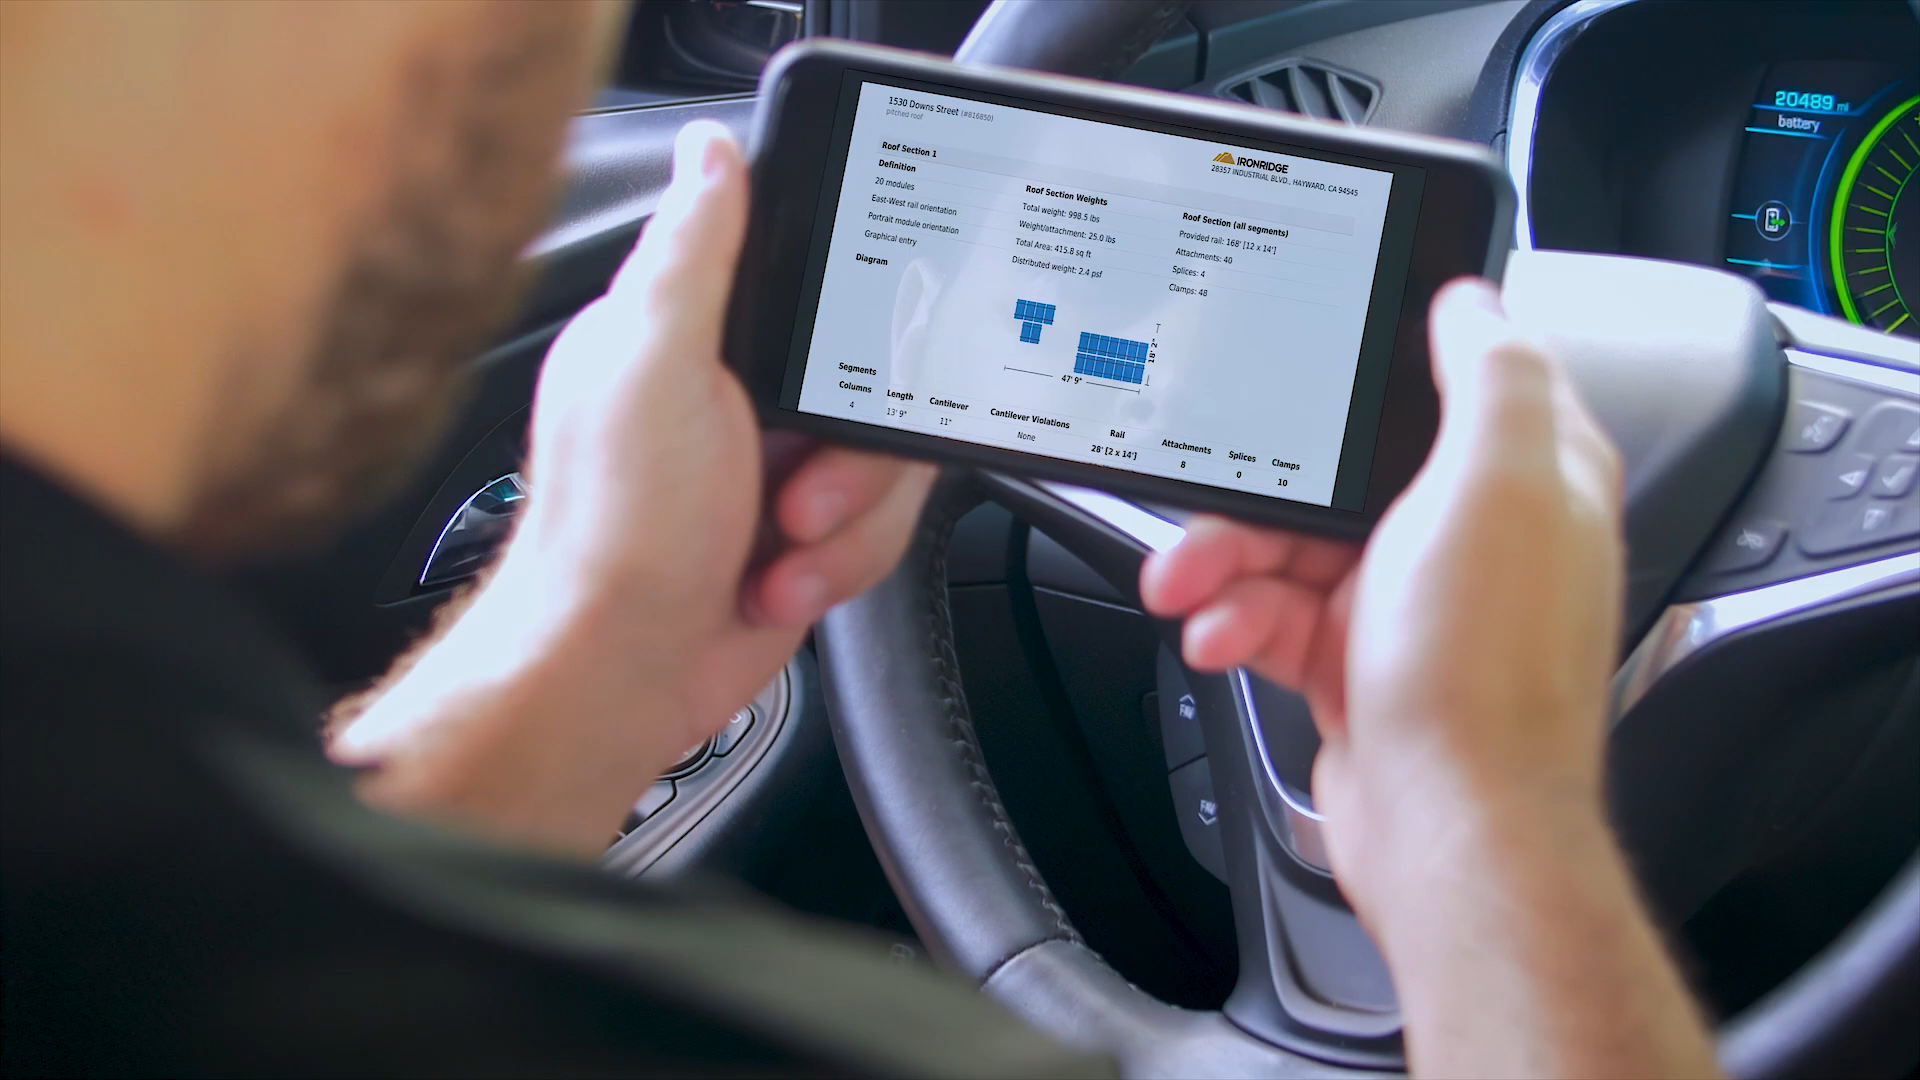 1530 Downs Street (#816850)
pitched roof
IRONRIDGE
28357 INDUSTRIAL BLVD., HAYWARD, CA 94545
Roof Section 1
Definition
20 modules
East-West rail orientation
Portrait module orientation
Graphical entry
Roof Section Weights
Total weight: 998.5 lbs
Weight/attachment: 25.0 lbs
Total Area: 415.8 sq ft
Distributed weight: 2.4 psf
Roof Section (all segments)
Provided rail: 168' [12 x 14']
Attachments: 40
Splices: 4
Clamps: 48
Diagram
18' 2"
47' 9"
Segments
Columns Length Cantilever Cantilever Violations Rail Attachments Splices Clamps
4 13' 9" 11" None 28' [2 x 14'] 8 0 10
20489 mi
battery
FAV
FAV